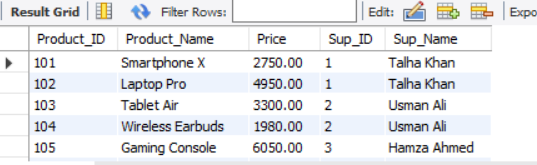 Result Grid Filter Rows: Edit: Expo
Product_ID Product_Name Price Sup_ID Sup_Name
101 Smartphone X 2750.00 1 Talha Khan
102 Laptop Pro 4950.00 1 Talha Khan
103 Tablet Air 3300.00 2 Usman Ali
104 Wireless Earbuds 1980.00 2 Usman Ali
105 Gaming Console 6050.00 3 Hamza Ahmed